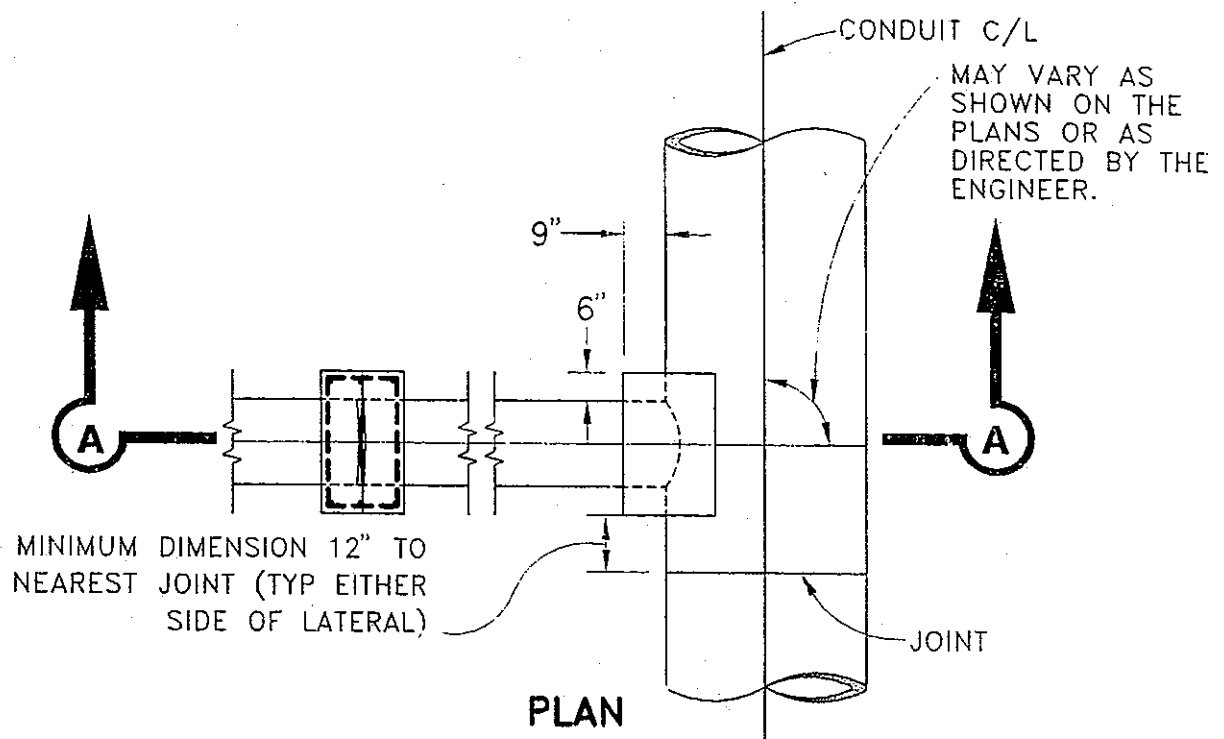 CONDUIT C/L
MAY VARY AS
SHOWN ON THE
PLANS OR AS
DIRECTED BY THE
ENGINEER.
9"
6"
A
A
MINIMUM DIMENSION 12" TO
NEAREST JOINT (TYP EITHER
SIDE OF LATERAL)
JOINT
PLAN